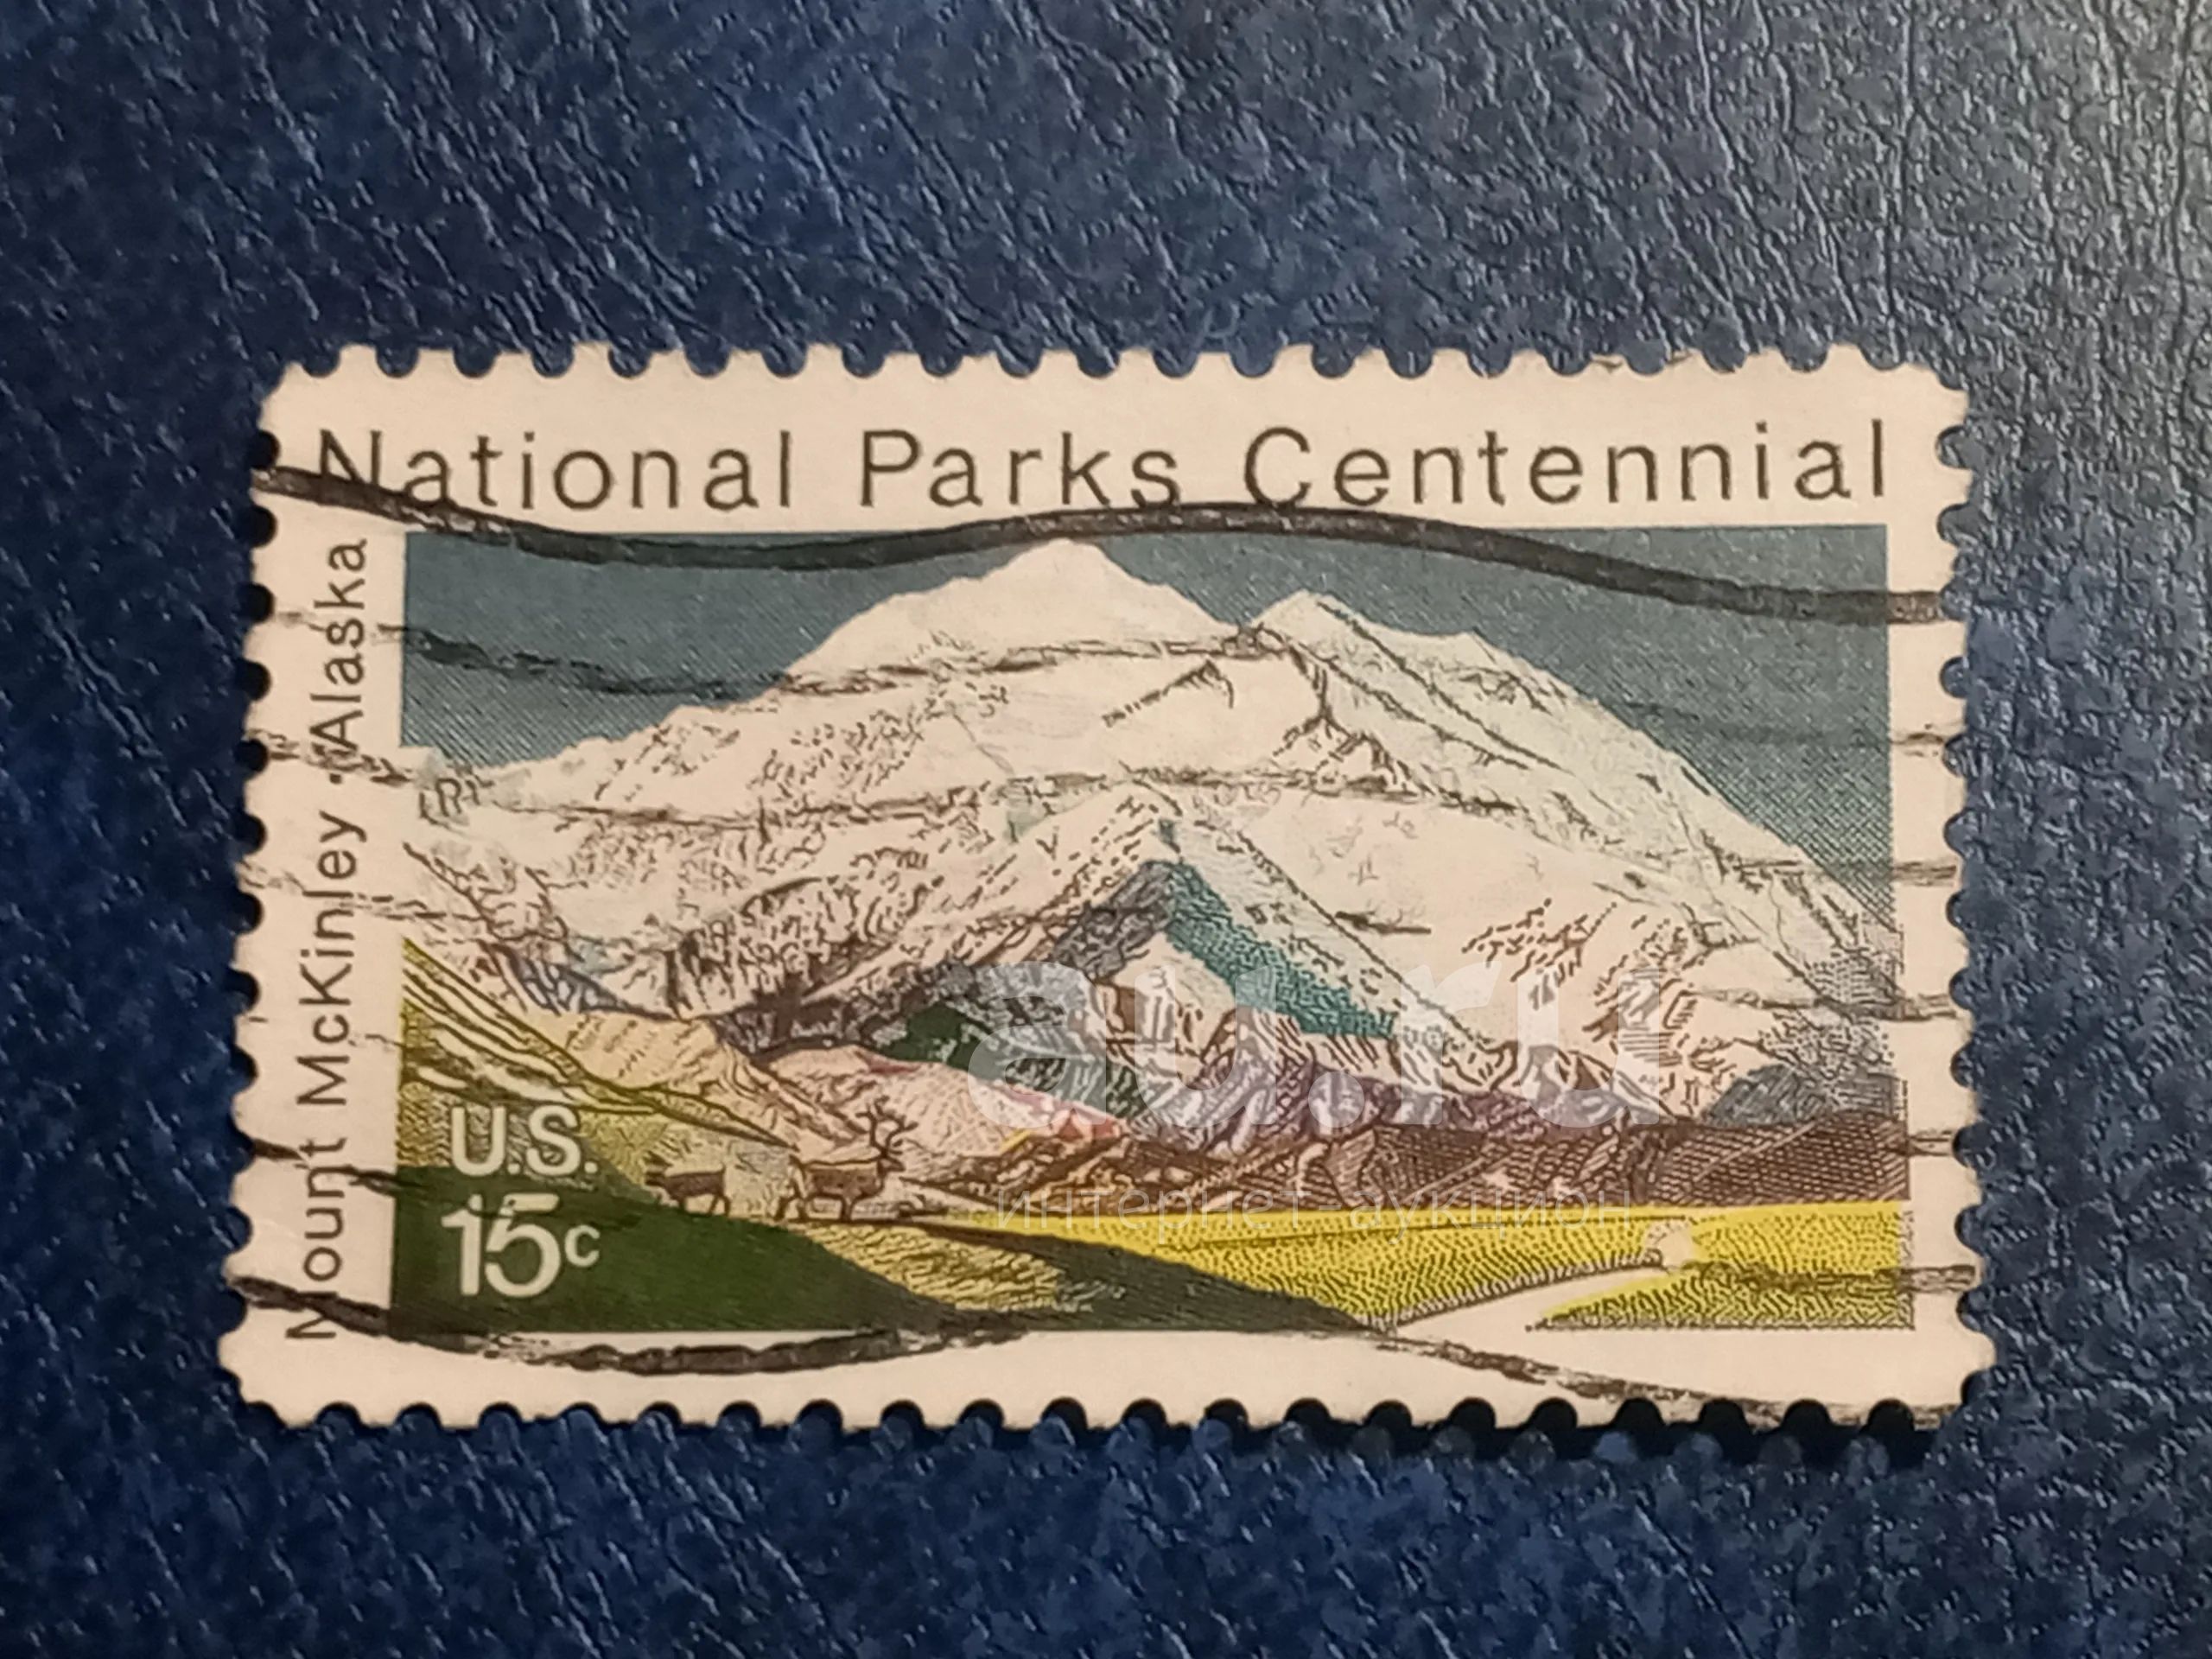 National Parks Centennial
Mount McKinley · Alaska
U.S.
15c
au.ru
интернет-аукцион